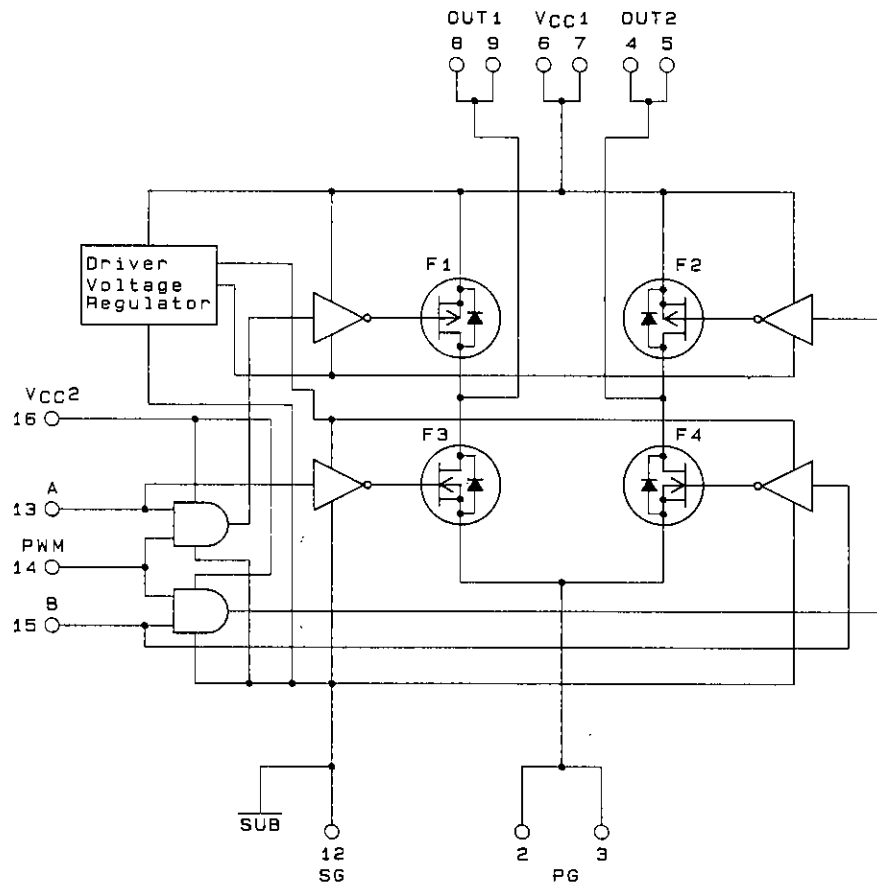 OUT1 VCC1 OUT2
8 9 6 7 4 5
Driver
Voltage
Regulator
F1
F2
VCC2
16
F3
F4
A
13
PWM
14
B
15
SUB
12
SG
2 3
PG